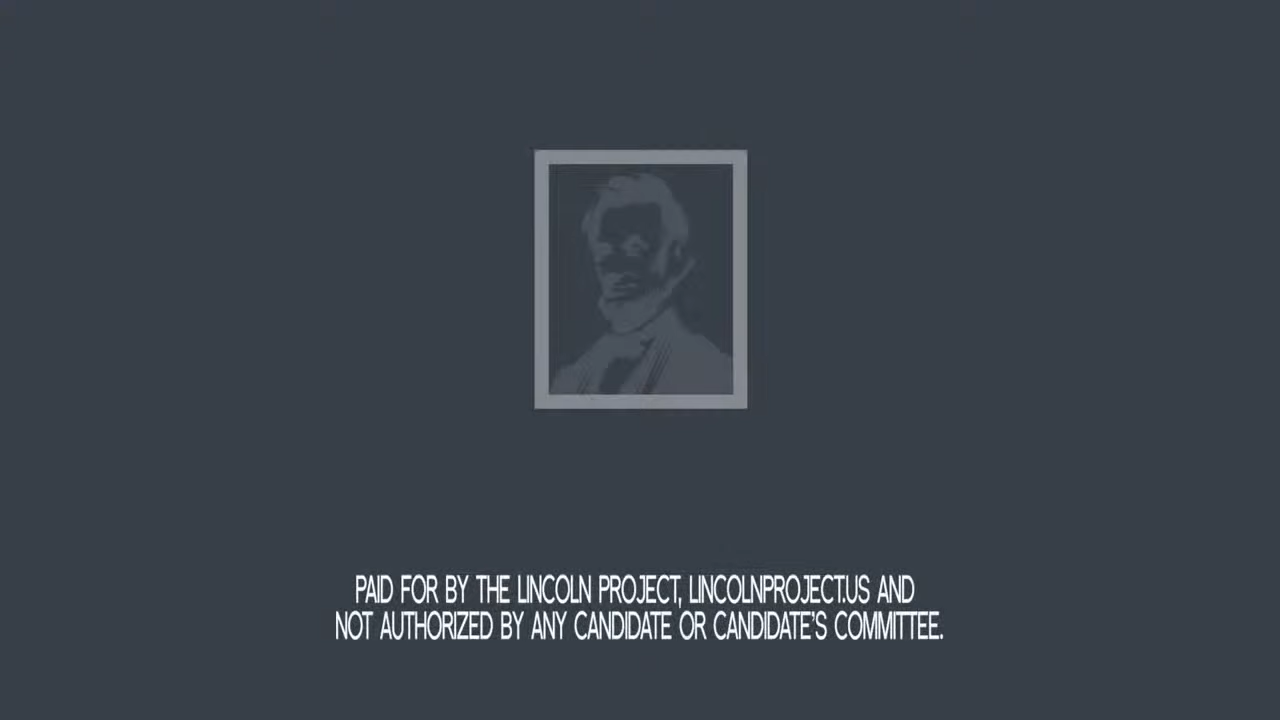 PAID FOR BY THE LINCOLN PROJECT, LINCOLNPROJECT.US AND
NOT AUTHORIZED BY ANY CANDIDATE OR CANDIDATE'S COMMITTEE.